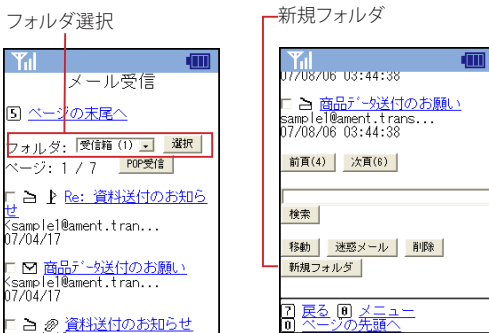 フォルダ選択
メール受信
5 ページの末尾へ
フォルダ: 受信箱 (1) 選択
ページ: 1 / 7 POP受信
Re: 資料送付のお知ら
せ
<sample1@ament.tran...
07/04/17
商品データ送付のお願い
<sample1@ament.tran...
07/04/17
資料送付のお知らせ
新規フォルダ
07/08/06 03:44:38
商品データ送付のお願い
sample1@ament.trans...
07/08/06 03:44:38
前頁(4) 次頁(6)
検索
移動 迷惑メール 削除
新規フォルダ
7 戻る 8 メニュー
0 ページの先頭へ